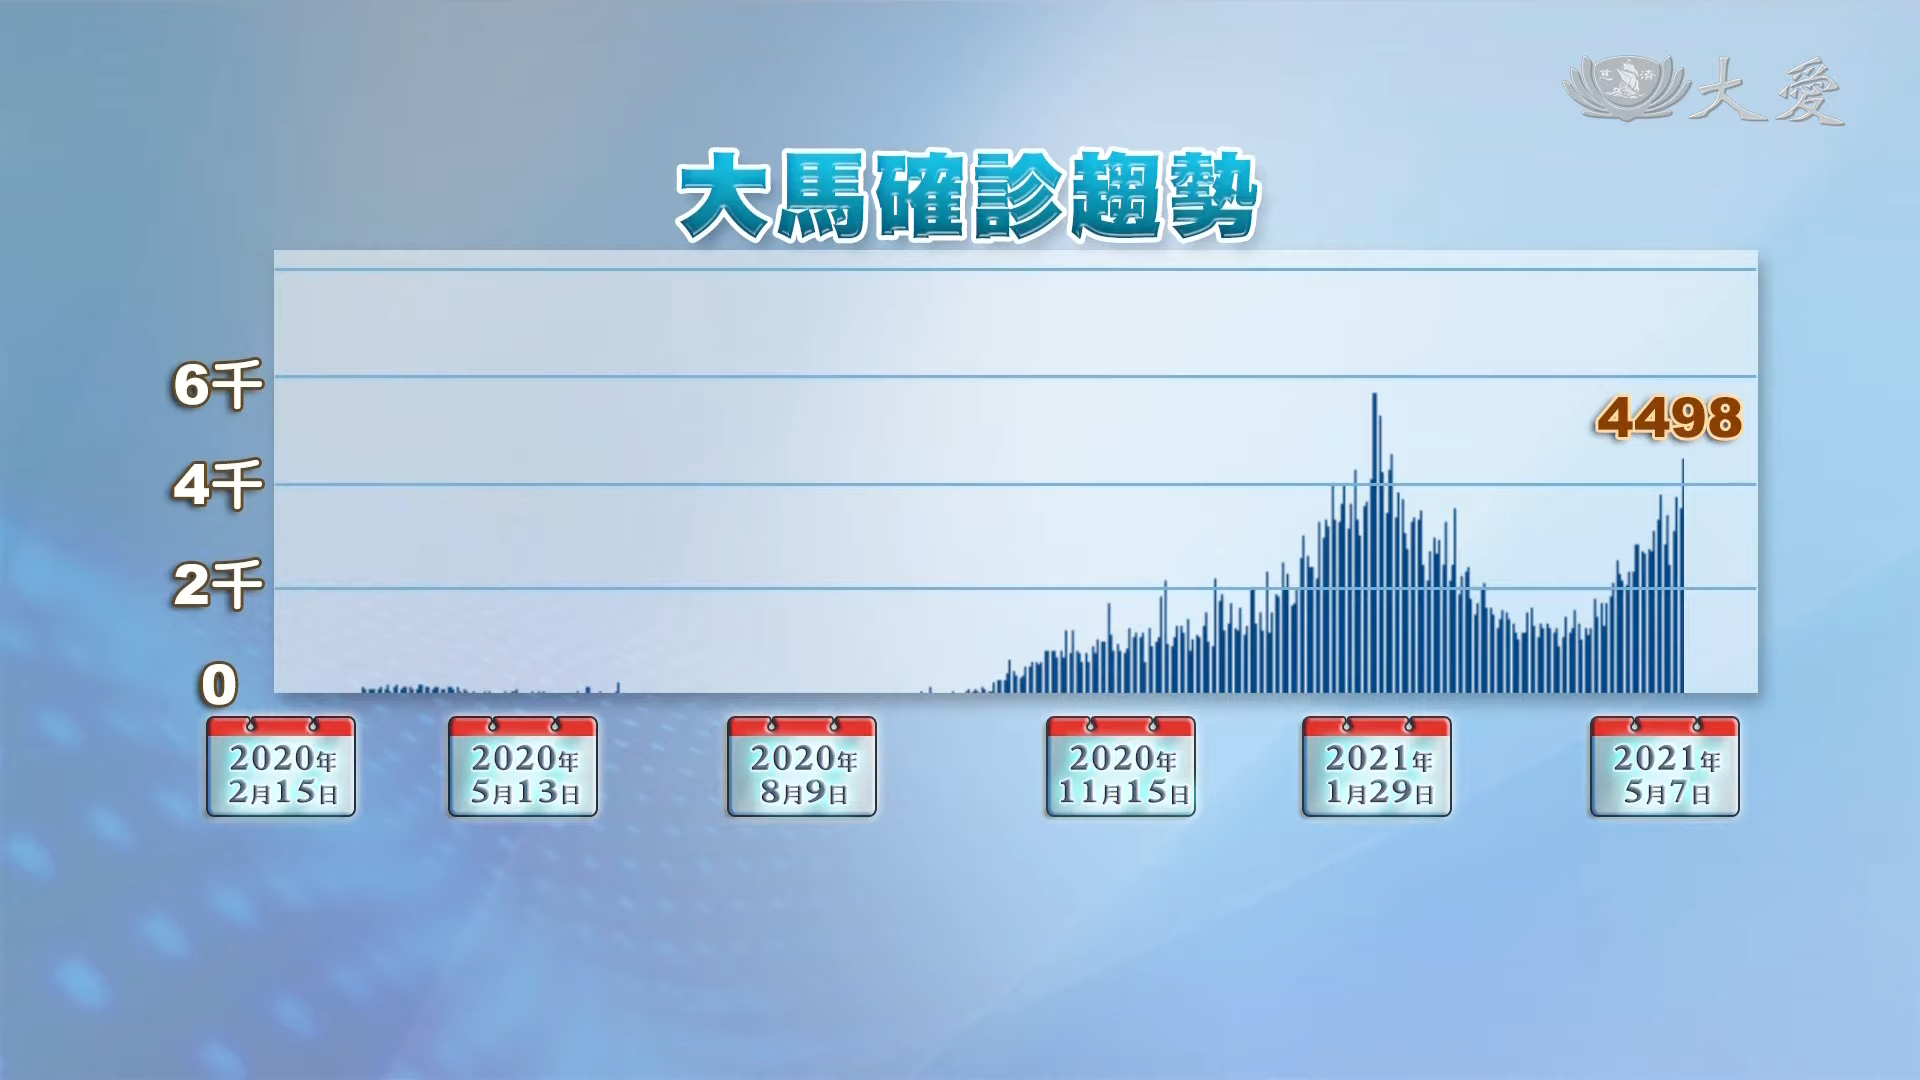 慈濟
大愛
大馬確診趨勢
6千
4498
4千
2千
0
2020年
2月15日
2020年
5月13日
2020年
8月9日
2020年
11月15日
2021年
1月29日
2021年
5月7日